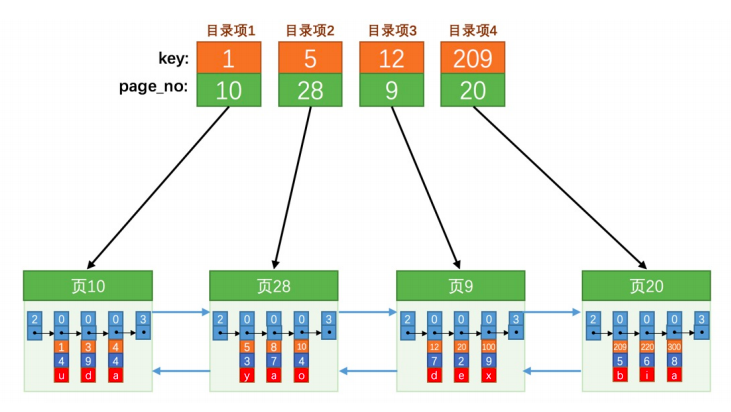 目录项1 目录项2 目录项3 目录项4
key: 1 5 12 209
page_no: 10 28 9 20
页10 页28 页9 页20
2 0 0 0 3 2 0 0 0 3 2 0 0 0 3 2 0 0 0 3
1 3 4 5 8 10 12 20 100 209 220 300
4 9 4 3 7 4 7 2 9 5 6 8
u d a y a o d e x b i a